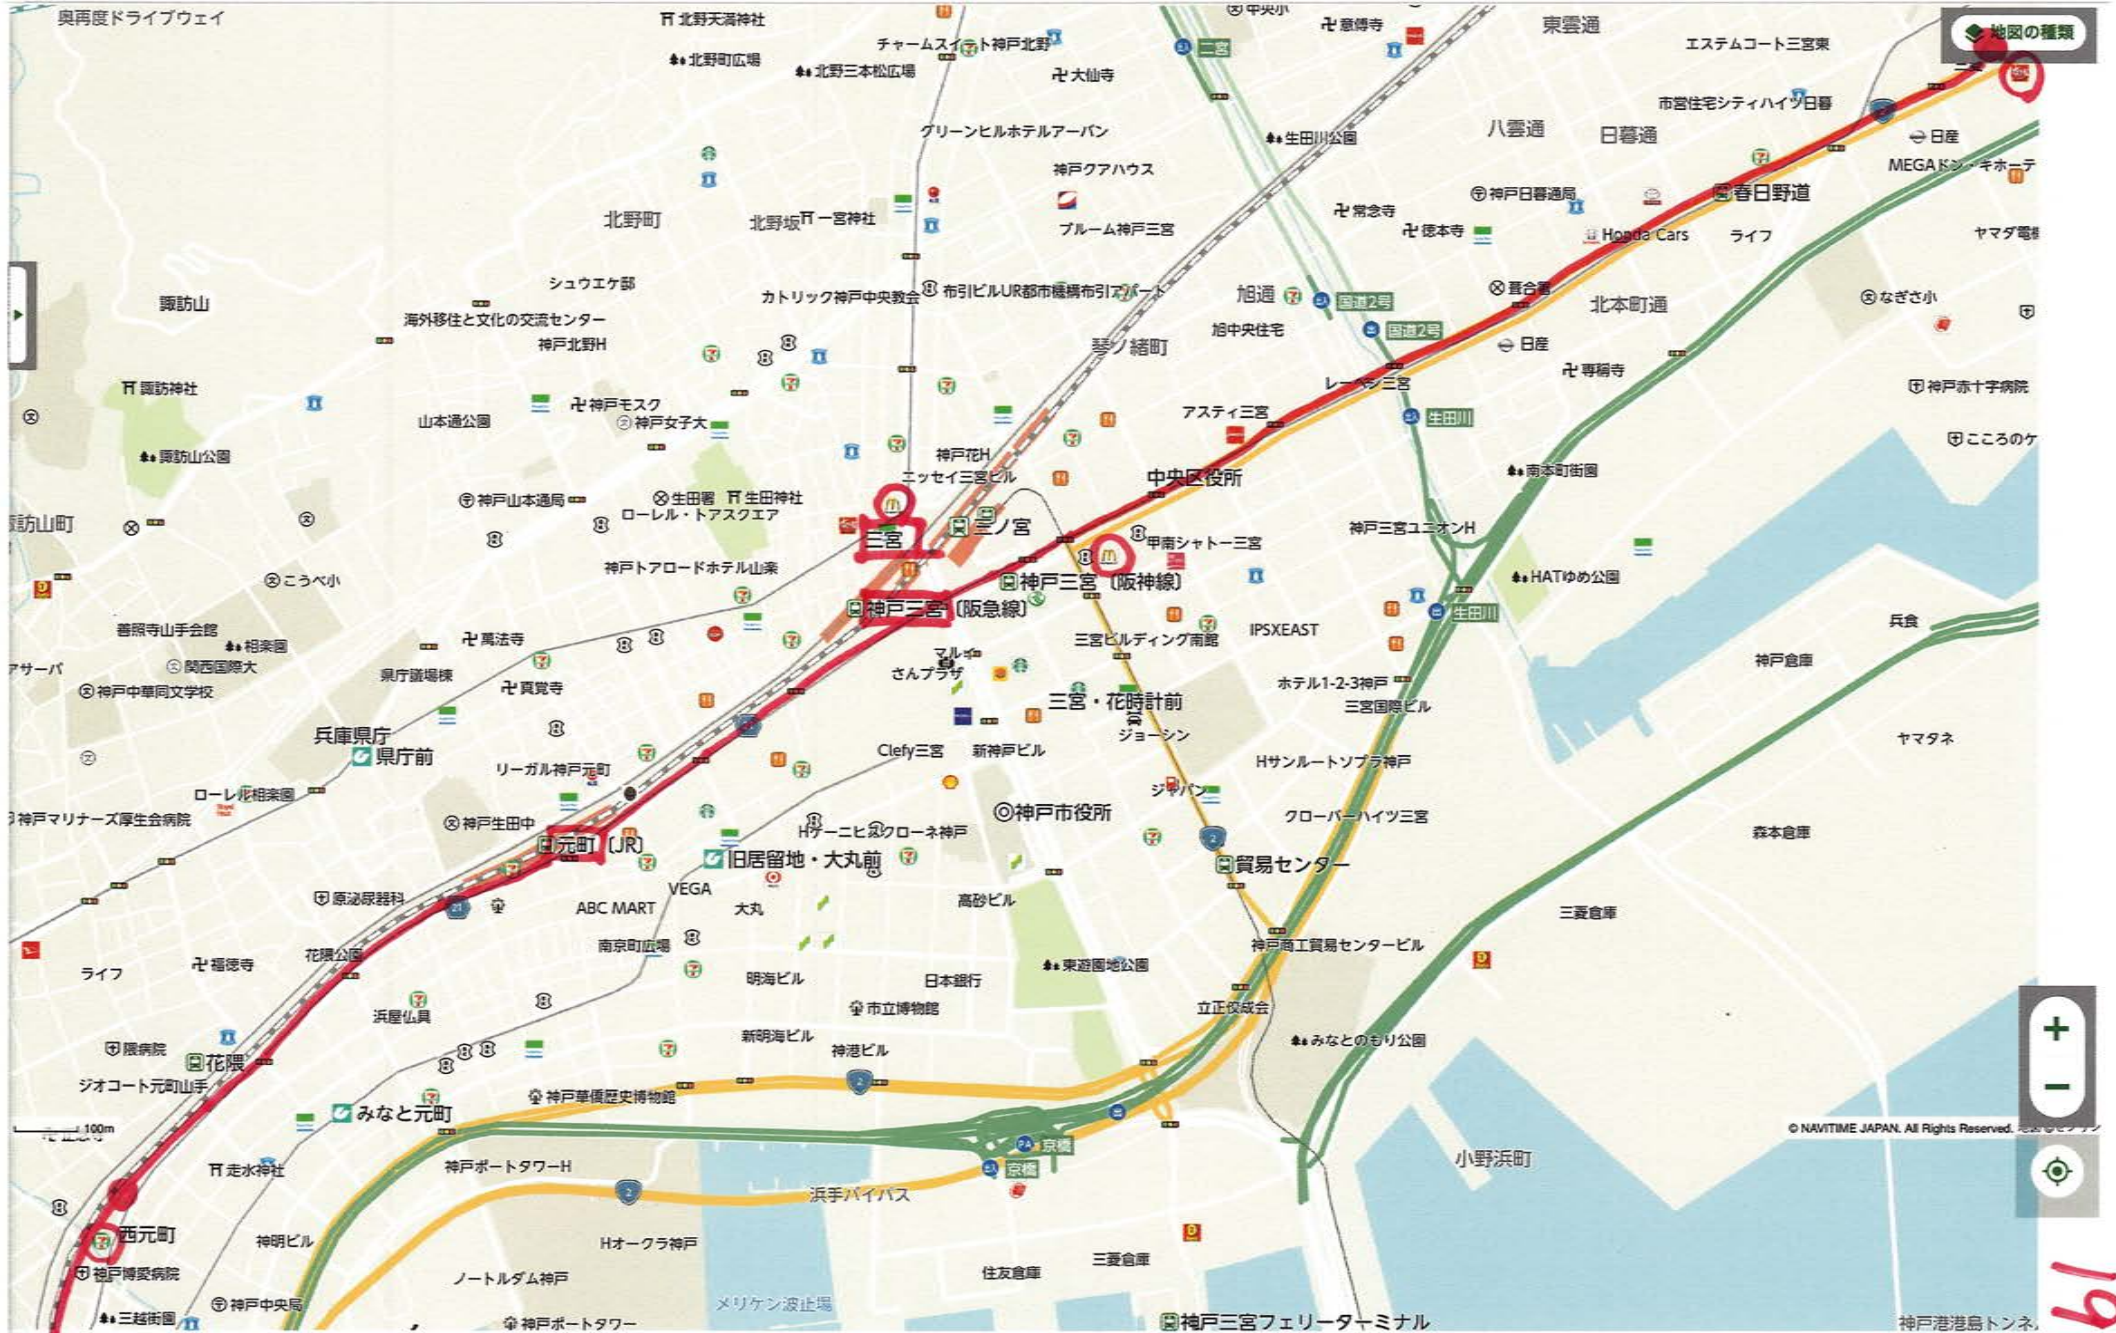 奥再度ドライブウェイ
北野天満神社
中央小
意傳寺
東雲通
地図の種類
チャームスイート神戸北野
二宮
エステムコート三宮東
北野町広場
北野三本松広場
大仙寺
市営住宅シティハイツ日暮
グリーンヒルホテルアーバン
生田川公園
八雲通
日暮通
日産
神戸クアハウス
MEGAドン・キホーテ
神戸日暮通局
春日野道
北野町
北野坂
一宮神社
常念寺
徳本寺
プルーム神戸三宮
Honda Cars
ライフ
ヤマダ電機
シュウエケ邸
カトリック神戸中央教会
布引ビルUR都市機構布引アパート
旭通
国道2号
葺合署
北本町通
なぎさ小
諏訪山
海外移住と文化の交流センター
旭中央住宅
国道2号
神戸北野H
琴ノ緒町
日産
諏訪神社
レーベン三宮
専稱寺
神戸赤十字病院
神戸モスク
山本通公園
神戸女子大
アスティ三宮
生田川
こころのケ
諏訪山公園
神戸花H
ニッセイ三宮ビル
中央区役所
南本町街園
神戸山本通局
生田署
生田神社
ローレル・トアスクエア
諏訪山町
三ノ宮
三宮
神戸三宮ユニオンH
甲南シャトー三宮
神戸トアロードホテル山楽
こうべ小
神戸三宮〔阪神線〕
HATゆめ公園
神戸三宮〔阪急線〕
生田川
兵食
善照寺山手会館
相楽園
萬法寺
三宮ビルディング南館
IPSXEAST
マルイ
アサーパ
関西国際大
県庁議場棟
さんプラザ
神戸倉庫
神戸中華同文学校
真覚寺
ホテル1-2-3神戸
三宮・花時計前
三宮国際ビル
兵庫県庁
県庁前
ジョーシン
ヤマタネ
Clefy三宮
新神戸ビル
リーガル神戸元町
Hサンルートソプラ神戸
ローレル相楽園
ジャパン
神戸マリナーズ厚生会病院
神戸生田中
神戸市役所
クローバーハイツ三宮
Hケーニヒスクローネ神戸
森本倉庫
元町〔JR〕
旧居留地・大丸前
2
貿易センター
VEGA
原泌尿器科
21
ABC MART
大丸
高砂ビル
三菱倉庫
南京町広場
神戸商工貿易センタービル
花隈公園
福徳寺
ライフ
明海ビル
日本銀行
東遊園地公園
浜屋仏具
市立博物館
立正佼成会
隈病院
新明海ビル
神港ビル
みなとのもり公園
花隈
ジオコート元町山手
神戸華僑歴史博物館
2
みなと元町
100m
© NAVITIME JAPAN. All Rights Reserved.
PA
京橋
走水神社
神戸ポートタワーH
京橋
小野浜町
2
浜手バイパス
西元町
神明ビル
Hオークラ神戸
三菱倉庫
神戸博愛病院
ノートルダム神戸
住友倉庫
神戸中央局
メリケン波止場
三越街園
神戸ポートタワー
神戸三宮フェリーターミナル
神戸港港島トンネル
19